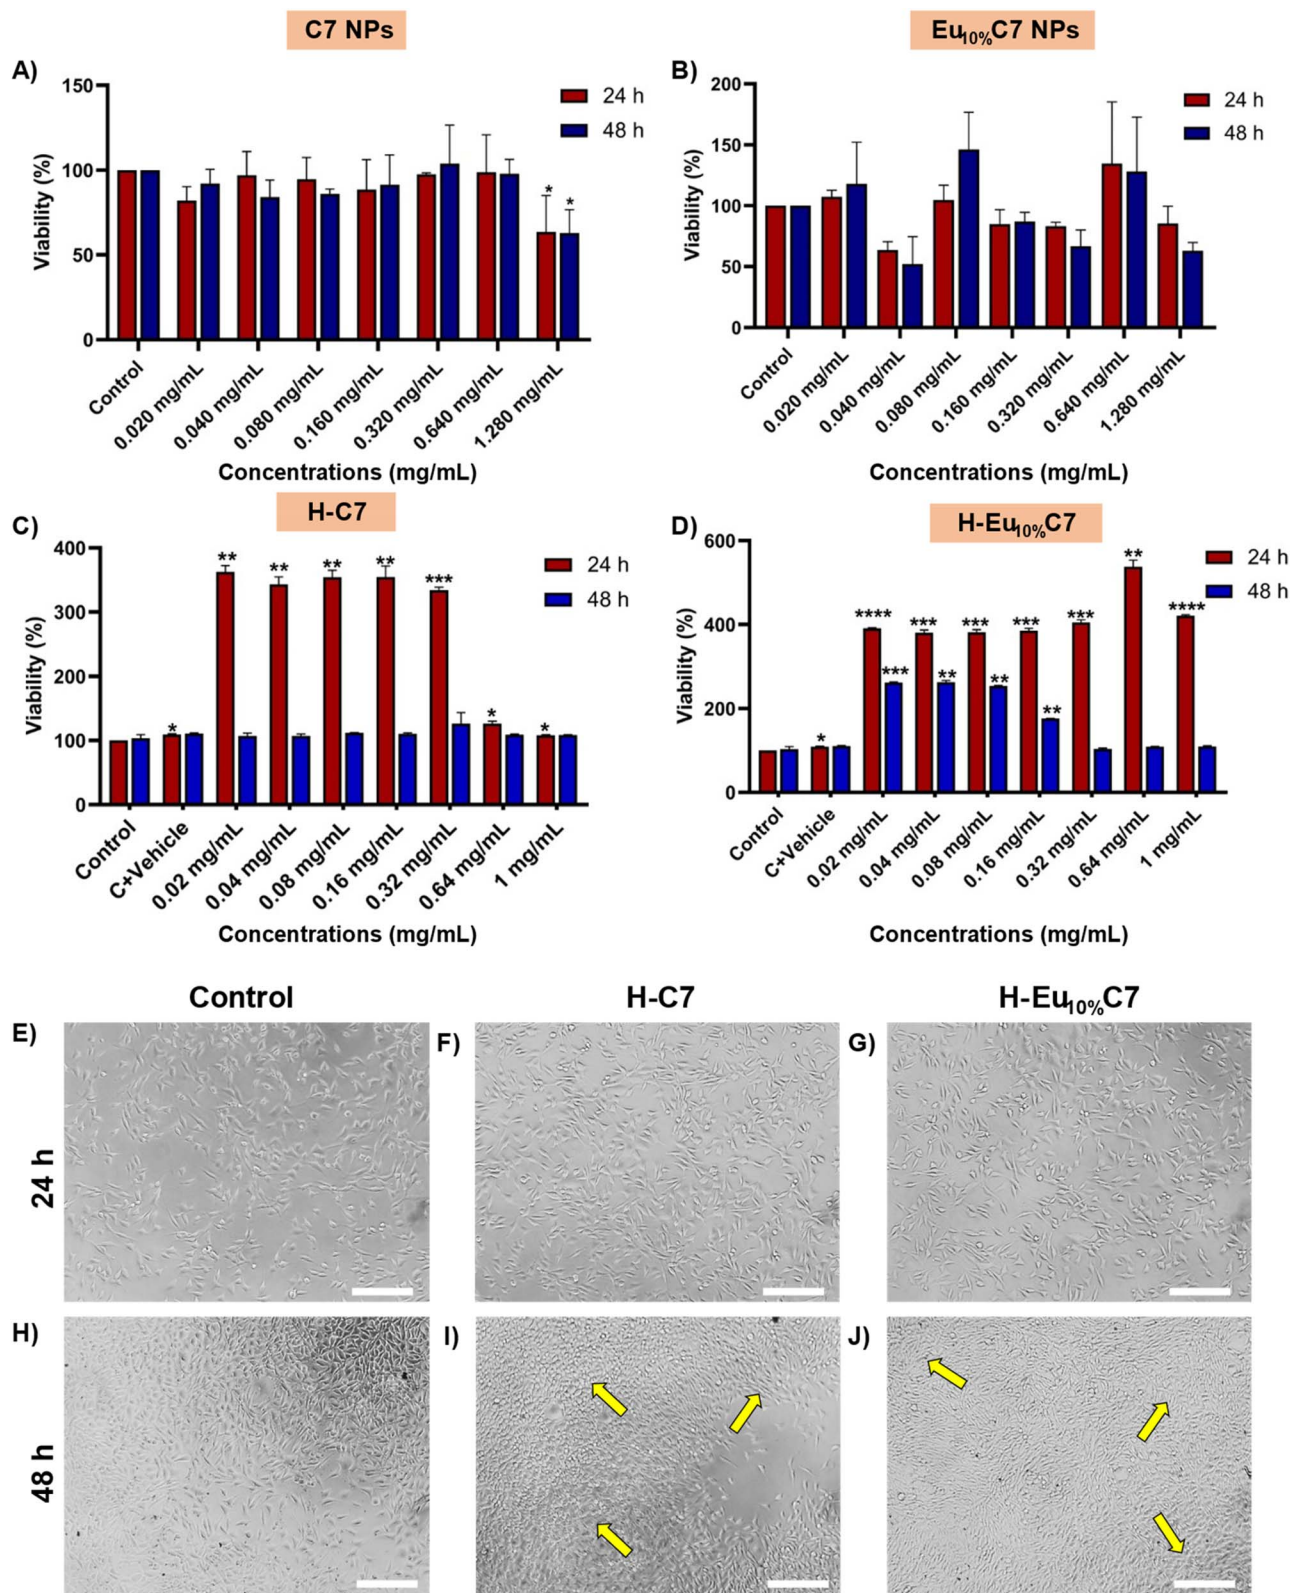 C7 NPs
Eu10%C7 NPs
A)
150
100
50
0
Viability (%)
24 h
48 h
*
*
Control
0.020 mg/mL
0.040 mg/mL
0.080 mg/mL
0.160 mg/mL
0.320 mg/mL
0.640 mg/mL
1.280 mg/mL
Concentrations (mg/mL)
B)
200
150
100
50
0
Viability (%)
24 h
48 h
Control
0.020 mg/mL
0.040 mg/mL
0.080 mg/mL
0.160 mg/mL
0.320 mg/mL
0.640 mg/mL
1.280 mg/mL
Concentrations (mg/mL)
H-C7
C)
400
300
200
100
0
Viability (%)
24 h
48 h
*
**
**
**
**
***
*
*
Control
C+Vehicle
0.02 mg/mL
0.04 mg/mL
0.08 mg/mL
0.16 mg/mL
0.32 mg/mL
0.64 mg/mL
1 mg/mL
Concentrations (mg/mL)
H-Eu10%C7
D)
600
400
200
0
Viability (%)
24 h
48 h
*
****
***
***
**
***
**
***
**
***
**
****
Control
C+Vehicle
0.02 mg/mL
0.04 mg/mL
0.08 mg/mL
0.16 mg/mL
0.32 mg/mL
0.64 mg/mL
1 mg/mL
Concentrations (mg/mL)
Control
H-C7
H-Eu10%C7
24 h
E)
F)
G)
48 h
H)
I)
J)